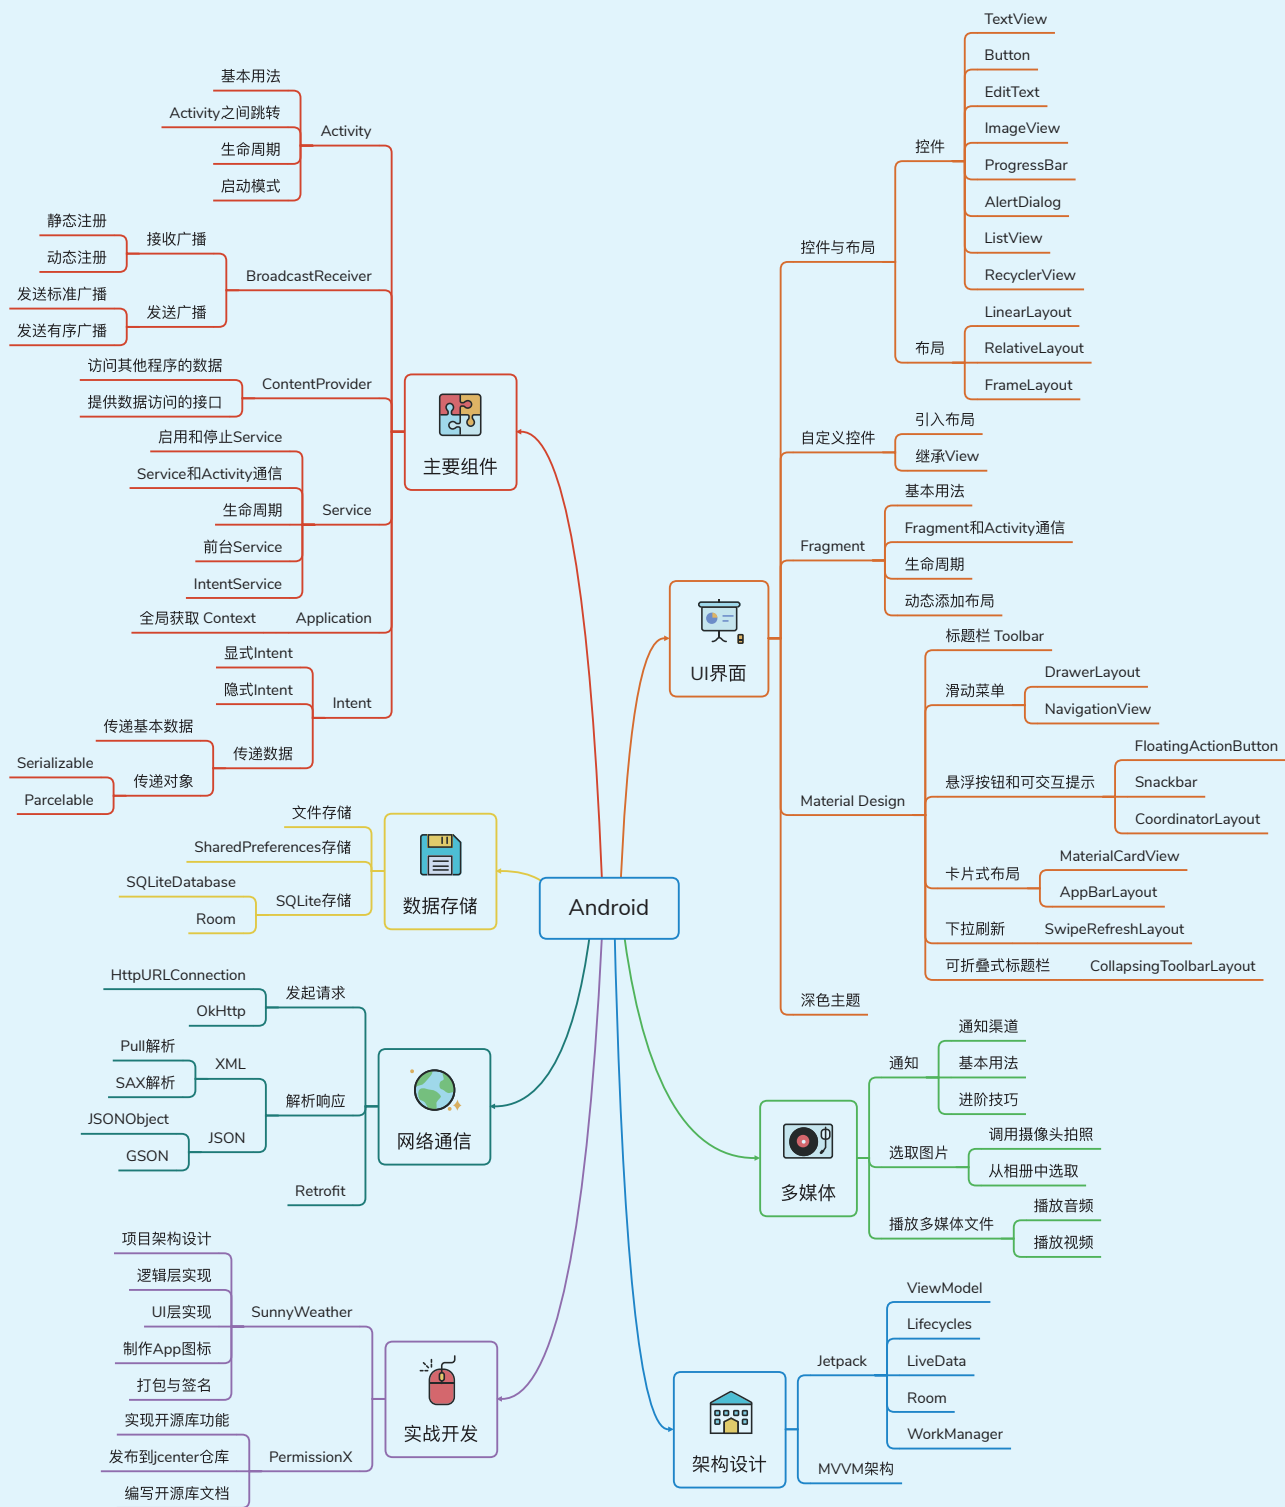 Android
主要组件
Activity
基本用法
Activity之间跳转
生命周期
启动模式
BroadcastReceiver
接收广播
静态注册
动态注册
发送广播
发送标准广播
发送有序广播
ContentProvider
访问其他程序的数据
提供数据访问的接口
Service
启用和停止Service
Service和Activity通信
生命周期
前台Service
IntentService
Application
全局获取 Context
Intent
显式Intent
隐式Intent
传递数据
传递基本数据
传递对象
Serializable
Parcelable
数据存储
文件存储
SharedPreferences存储
SQLite存储
SQLiteDatabase
Room
网络通信
发起请求
HttpURLConnection
OkHttp
解析响应
XML
Pull解析
SAX解析
JSON
JSONObject
GSON
Retrofit
实战开发
SunnyWeather
项目架构设计
逻辑层实现
UI层实现
制作App图标
打包与签名
PermissionX
实现开源库功能
发布到jcenter仓库
编写开源库文档
UI界面
控件与布局
控件
TextView
Button
EditText
ImageView
ProgressBar
AlertDialog
ListView
RecyclerView
布局
LinearLayout
RelativeLayout
FrameLayout
自定义控件
引入布局
继承View
Fragment
基本用法
Fragment和Activity通信
生命周期
动态添加布局
Material Design
标题栏 Toolbar
滑动菜单
DrawerLayout
NavigationView
悬浮按钮和可交互提示
FloatingActionButton
Snackbar
CoordinatorLayout
卡片式布局
MaterialCardView
AppBarLayout
下拉刷新
SwipeRefreshLayout
可折叠式标题栏
CollapsingToolbarLayout
深色主题
多媒体
通知
通知渠道
基本用法
进阶技巧
选取图片
调用摄像头拍照
从相册中选取
播放多媒体文件
播放音频
播放视频
架构设计
Jetpack
ViewModel
Lifecycles
LiveData
Room
WorkManager
MVVM架构